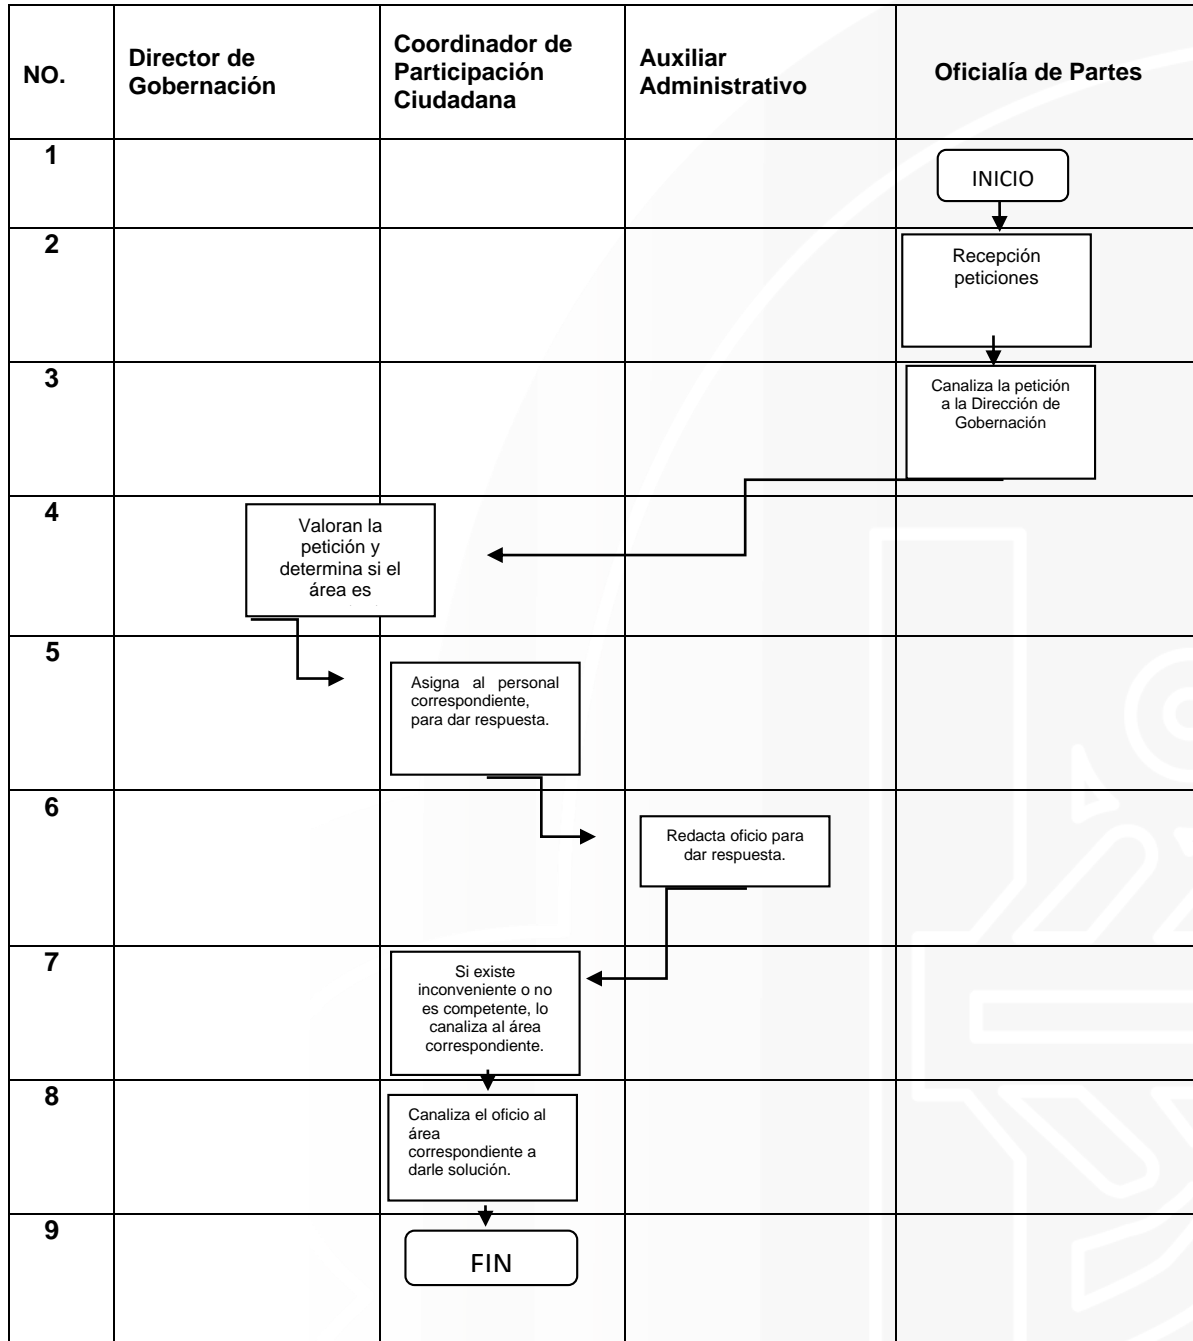 NO.
Director de
Gobernación
Coordinador de
Participación
Ciudadana
Auxiliar
Administrativo
Oficialía de Partes
1
INICIO
2
Recepción
peticiones
3
Canaliza la petición
a la Dirección de
Gobernación
4
Valoran la
petición y
determina si el
área es
5
Asigna al personal
correspondiente,
para dar respuesta.
6
Redacta oficio para
dar respuesta.
7
Si existe
inconveniente o no
es competente, lo
canaliza al área
correspondiente.
8
Canaliza el oficio al
área
correspondiente a
darle solución.
9
FIN